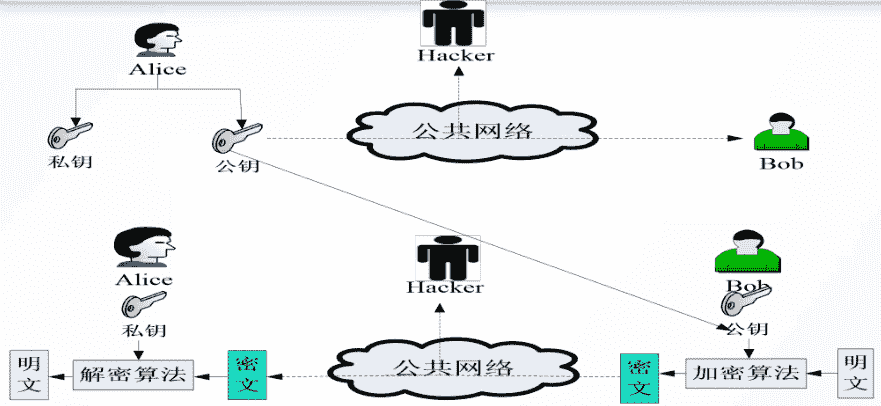 Alice
Hacker
私钥
公钥
公共网络
Bob
Alice
私钥
Hacker
Bob
公钥
明文
解密算法
密文
公共网络
密文
加密算法
明文